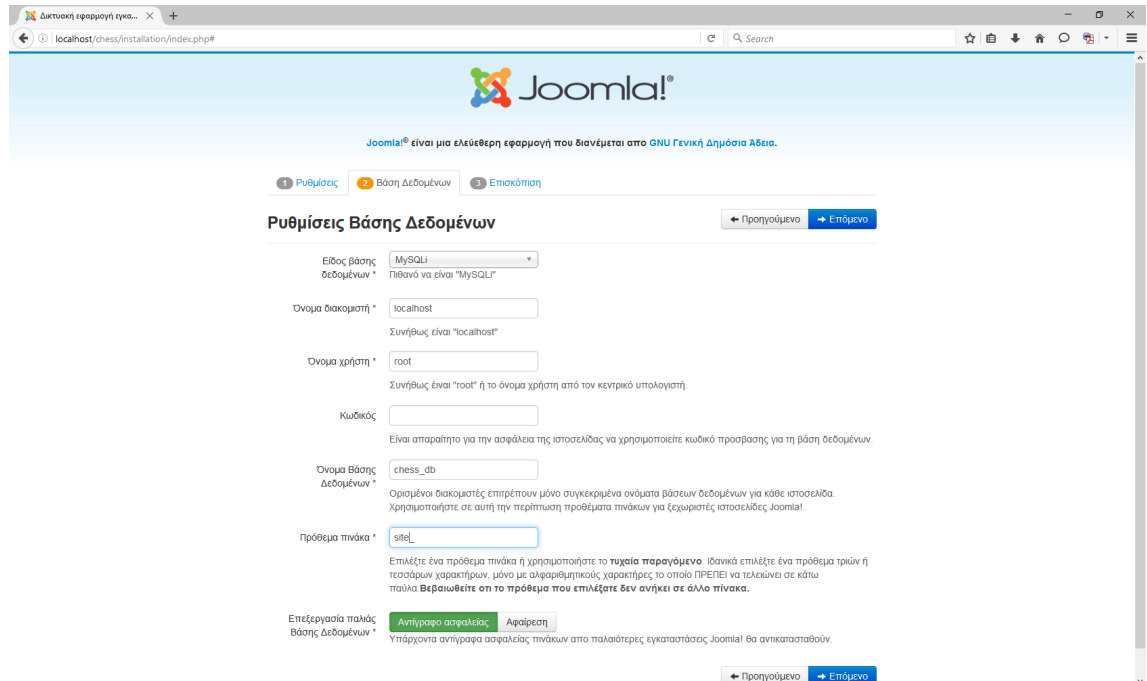 Δικτυακή εφαρμογή εγκα...
localhost/chess/installation/index.php#
Search
Joomla!®
Joomla!® είναι μια ελεύθερη εφαρμογή που διανέμεται απο GNU Γενική Δημόσια Άδεια.
1 Ρυθμίσεις 2 Βάση Δεδομένων 3 Επισκόπιση
Ρυθμίσεις Βάσης Δεδομένων
Προηγούμενο Επόμενο
Είδος βάσης δεδομένων *
MySQLi
Πιθανό να είναι "MySQLi"
Όνομα διακομιστή *
localhost
Συνήθως είναι "localhost"
Όνομα χρήστη *
root
Συνήθως έιναι "root" ή το όνομα χρήστη από τον κεντρικό υπολογιστή.
Κωδικός
Είναι απαραίτητο για την ασφάλεια της ιστοσελίδας να χρησιμοποιείτε κωδικό προσβασης για τη βάση δεδομένων.
Όνομα Βάσης
Δεδομένων *
chess_db
Ορισμένοι διακομιστές επιτρέπουν μόνο συγκεκριμένα ονόματα βάσεων δεδομένων για κάθε ιστοσελίδα.
Χρησιμοποιήστε σε αυτή την περίπτωση προθέματα πινάκων για ξεχωριστές ιστοσελίδες Joomla!.
Πρόθεμα πινάκα *
site_
Επιλέξτε ένα πρόθεμα πινάκα ή χρησιμοποιήστε το τυχαία παραγόμενο. Ιδανικά επιλέξτε ένα πρόθεμα τριών ή
τεσσάρων χαρακτήρων, μόνο με αλφαριθμητικούς χαρακτήρες το οποίο ΠΡΕΠΕΙ να τελειώνει σε κάτω
παύλα.Βεβαιωθείτε οτι το πρόθεμα που επιλέξατε δεν ανήκει σε άλλο πίνακα.
Επεξεργασία παλιάς
Βάσης Δεδομένων *
Αντίγραφο ασφαλείας Αφαίρεση
Υπάρχοντα αντίγραφα ασφαλείας πινάκων απο παλαιότερες εγκαταστάσεις Joomla! θα αντικατασταθούν.
Προηγούμενο Επόμενο